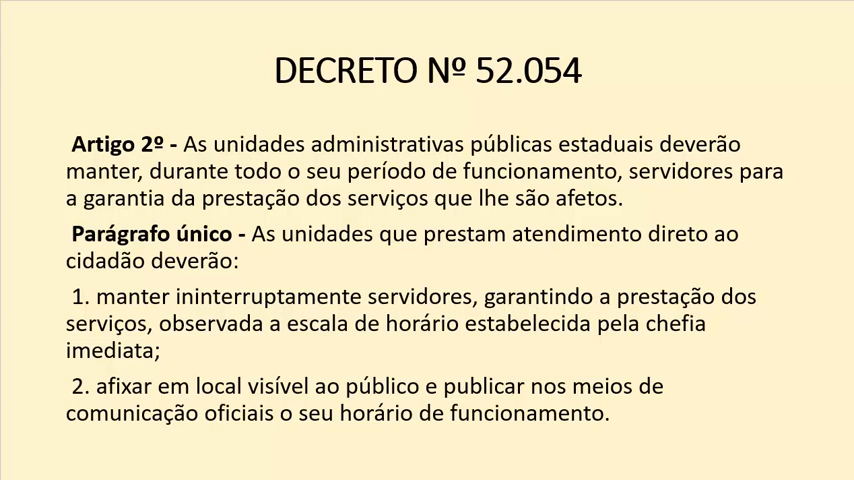 DECRETO Nº 52.054
Artigo 2º - As unidades administrativas públicas estaduais deverão
manter, durante todo o seu período de funcionamento, servidores para
a garantia da prestação dos serviços que lhe são afetos.
Parágrafo único - As unidades que prestam atendimento direto ao
cidadão deverão:
1. manter ininterruptamente servidores, garantindo a prestação dos
serviços, observada a escala de horário estabelecida pela chefia
imediata;
2. afixar em local visível ao público e publicar nos meios de
comunicação oficiais o seu horário de funcionamento.